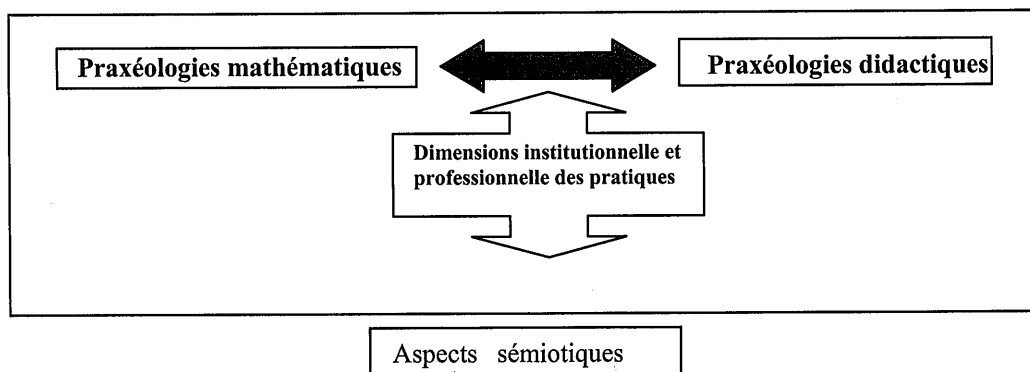 Praxéologies mathématiques
Praxéologies didactiques
Dimensions institutionnelle et
professionnelle des pratiques
Aspects sémiotiques